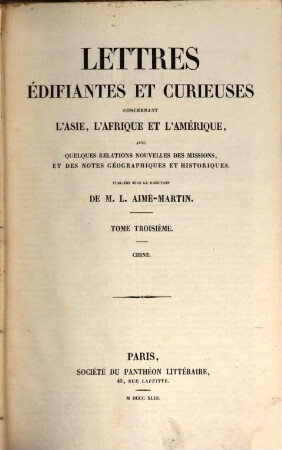 LETTRES
ÉDIFIANTES ET CURIEUSES
CONCERNANT
L'ASIE, L'AFRIQUE ET L'AMÉRIQUE,
AVEC
QUELQUES RELATIONS NOUVELLES DES MISSIONS,
ET DES NOTES GÉOGRAPHIQUES ET HISTORIQUES.
PUBLIÉES SOUS LA DIRECTION
DE M. L. AIMÉ-MARTIN.
TOME TROISIÈME.
CHINE.
PARIS,
SOCIÉTÉ DU PANTHÉON LITTÉRAIRE,
49, RUE LAFFITTE.
M DCCC XLIII.